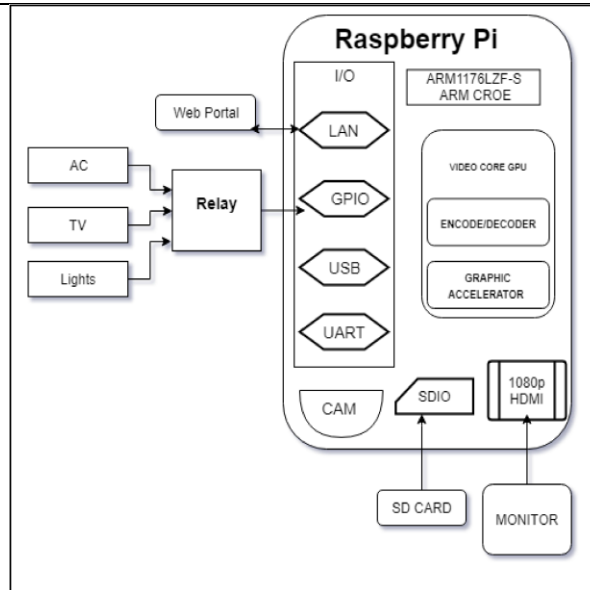 Raspberry Pi
I/O
ARM1176LZF-S
ARM CROE
Web Portal
LAN
AC
TV
Lights
Relay
GPIO
USB
UART
VIDEO CORE GPU
ENCODE/DECODER
GRAPHIC
ACCELERATOR
CAM
SDIO
1080p
HDMI
SD CARD
MONITOR